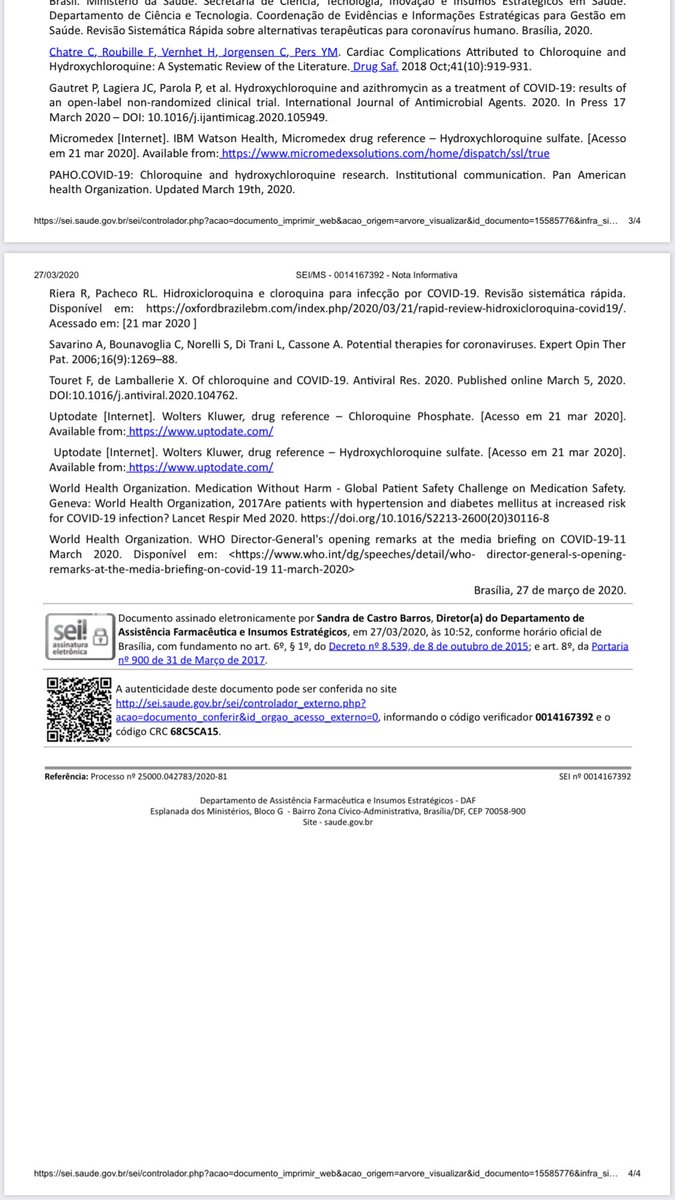 Brasil. Ministério da Saúde. Secretaria de Ciência, Tecnologia, Inovação e Insumos Estratégicos em Saúde.
Departamento de Ciência e Tecnologia. Coordenação de Evidências e Informações Estratégicas para Gestão em
Saúde. Revisão Sistemática Rápida sobre alternativas terapêuticas para coronavírus humano. Brasília, 2020.
Chatre C, Roubille F, Vernhet H, Jorgensen C, Pers YM. Cardiac Complications Attributed to Chloroquine and
Hydroxychloroquine: A Systematic Review of the Literature. Drug Saf. 2018 Oct;41(10):919-931.
Gautret P, Lagiera JC, Parola P, et al. Hydroxychloroquine and azithromycin as a treatment of COVID-19: results of
an open-label non-randomized clinical trial. International Journal of Antimicrobial Agents. 2020. In Press 17
March 2020 – DOI: 10.1016/j.ijantimicag.2020.105949.
Micromedex [Internet]. IBM Watson Health, Micromedex drug reference – Hydroxychloroquine sulfate. [Acesso
em 21 mar 2020]. Available from: https://www.micromedexsolutions.com/home/dispatch/ssl/true
PAHO.COVID-19: Chloroquine and hydroxychloroquine research. Institutional communication. Pan American
health Organization. Updated March 19th, 2020.
https://sei.saude.gov.br/sei/controlador.php?acao=documento_imprimir_web&acao_origem=arvore_visualizar&id_documento=15585776&infra_si… 3/4
27/03/2020 SEI/MS - 0014167392 - Nota Informativa
Riera R, Pacheco RL. Hidroxicloroquina e cloroquina para infecção por COVID-19. Revisão sistemática rápida.
Disponível em: https://oxfordbrazilebm.com/index.php/2020/03/21/rapid-review-hidroxicloroquina-covid19/.
Acessado em: [21 mar 2020 ]
Savarino A, Bounavoglia C, Norelli S, Di Trani L, Cassone A. Potential therapies for coronaviruses. Expert Opin Ther
Pat. 2006;16(9):1269–88.
Touret F, de Lamballerie X. Of chloroquine and COVID-19. Antiviral Res. 2020. Published online March 5, 2020.
DOI:10.1016/j.antiviral.2020.104762.
Uptodate [Internet]. Wolters Kluwer, drug reference – Chloroquine Phosphate. [Acesso em 21 mar 2020].
Available from: https://www.uptodate.com/
Uptodate [Internet]. Wolters Kluwer, drug reference – Hydroxychloroquine sulfate. [Acesso em 21 mar 2020].
Available from: https://www.uptodate.com/
World Health Organization. Medication Without Harm - Global Patient Safety Challenge on Medication Safety.
Geneva: World Health Organization, 2017Are patients with hypertension and diabetes mellitus at increased risk
for COVID-19 infection? Lancet Respir Med 2020. https://doi.org/10.1016/S2213-2600(20)30116-8
World Health Organization. WHO Director-General's opening remarks at the media briefing on COVID-19-11
March 2020. Disponível em: <https://www.who.int/dg/speeches/detail/who- director-general-s-opening-
remarks-at-the-media-briefing-on-covid-19 11-march-2020>
Brasília, 27 de março de 2020.
sei!
assinatura
eletrônica
Documento assinado eletronicamente por Sandra de Castro Barros, Diretor(a) do Departamento de
Assistência Farmacêutica e Insumos Estratégicos, em 27/03/2020, às 10:52, conforme horário oficial de
Brasília, com fundamento no art. 6º, § 1º, do Decreto nº 8.539, de 8 de outubro de 2015; e art. 8º, da Portaria
nº 900 de 31 de Março de 2017.
A autenticidade deste documento pode ser conferida no site
http://sei.saude.gov.br/sei/controlador_externo.php?
acao=documento_conferir&id_orgao_acesso_externo=0, informando o código verificador 0014167392 e o
código CRC 68C5CA15.
Referência: Processo nº 25000.042783/2020-81 SEI nº 0014167392
Departamento de Assistência Farmacêutica e Insumos Estratégicos - DAF
Esplanada dos Ministérios, Bloco G - Bairro Zona Cívico-Administrativa, Brasília/DF, CEP 70058-900
Site - saude.gov.br
https://sei.saude.gov.br/sei/controlador.php?acao=documento_imprimir_web&acao_origem=arvore_visualizar&id_documento=15585776&infra_si… 4/4